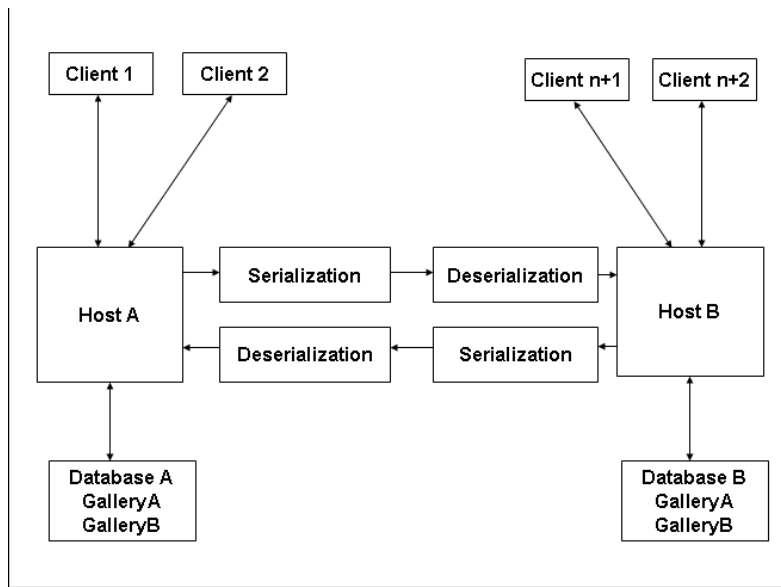 Client 1
Client 2
Client n+1
Client n+2
Host A
Serialization
Deserialization
Host B
Deserialization
Serialization
Database A
GalleryA
GalleryB
Database B
GalleryA
GalleryB